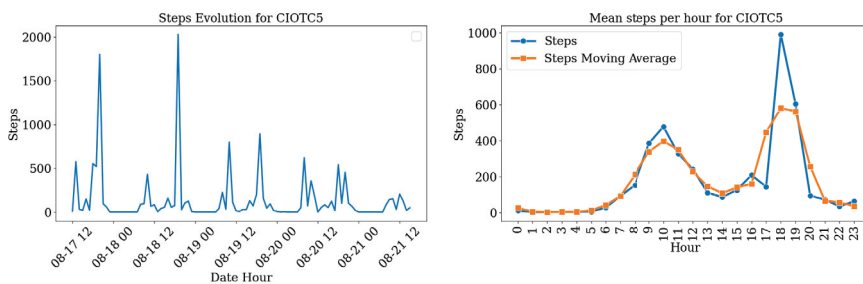 Steps Evolution for CIOTC5
2000
1500
1000
500
0
Steps
08-17 12
08-18 00
08-18 12
08-19 00
08-19 12
08-20 00
08-20 12
08-21 00
08-21 12
Date Hour
Mean steps per hour for CIOTC5
Steps
Steps Moving Average
1000
800
600
400
200
0
Steps
0 1 2 3 4 5 6 7 8 9 10 11 12 13 14 15 16 17 18 19 20 21 22 23
Hour